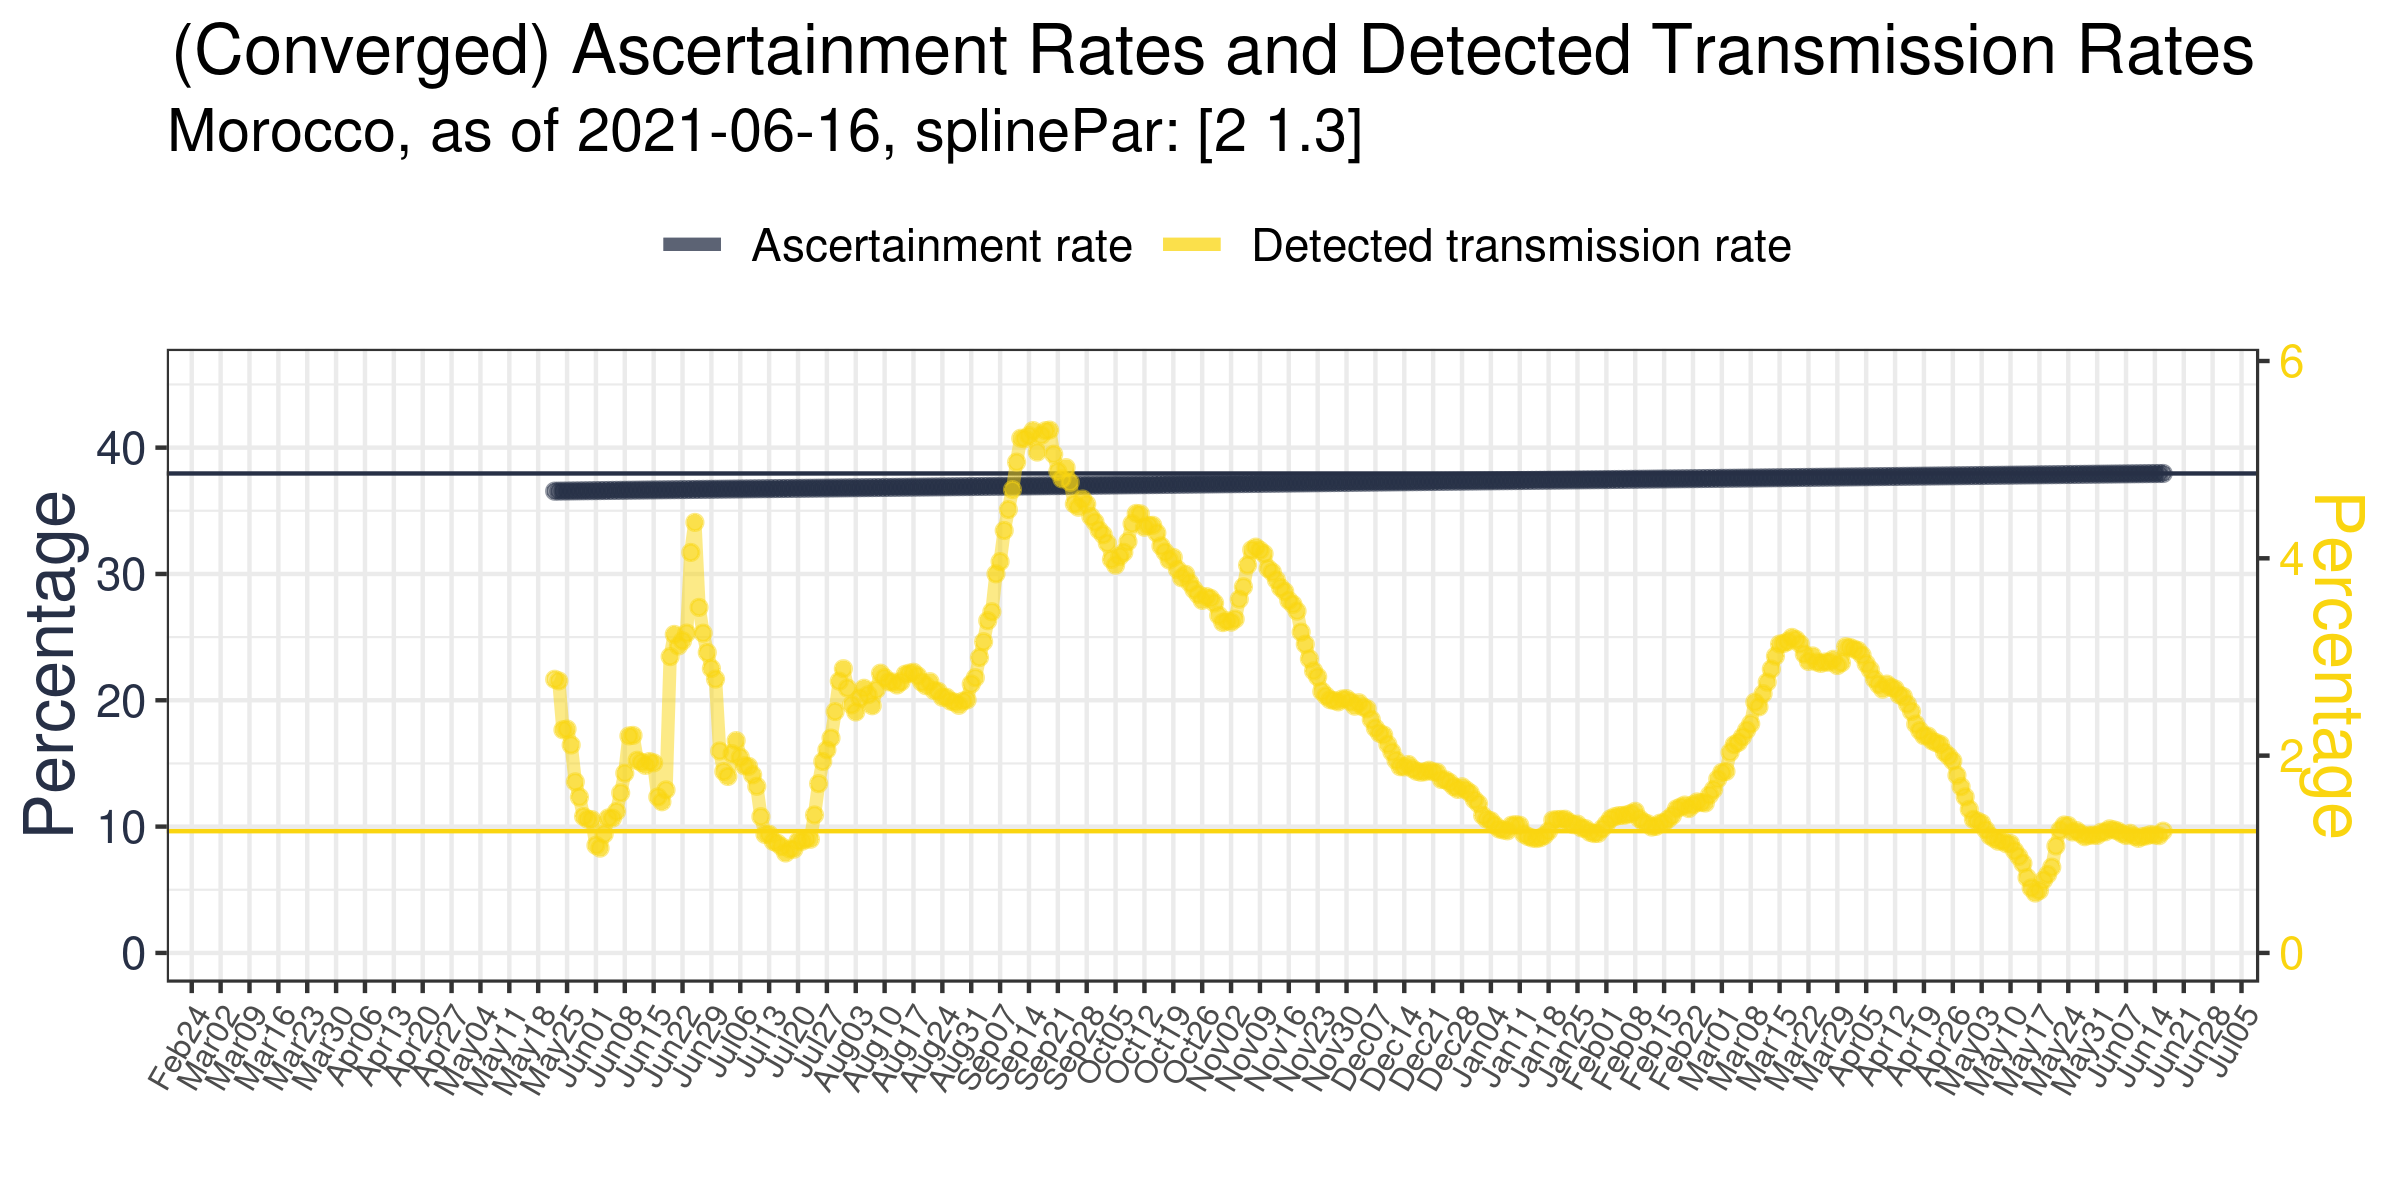 (Converged) Ascertainment Rates and Detected Transmission Rates
Morocco, as of 2021-06-16, splinePar: [2 1.3]
Ascertainment rate
Detected transmission rate
Percentage
40
30
20
10
0
6
4
2
0
Percentage
Feb24
Mar02
Mar09
Mar16
Mar23
Mar30
Apr06
Apr13
Apr20
Apr27
May04
May11
May18
May25
Jun01
Jun08
Jun15
Jun22
Jun29
Jul06
Jul13
Jul20
Jul27
Aug03
Aug10
Aug17
Aug24
Aug31
Sep07
Sep14
Sep21
Sep28
Oct05
Oct12
Oct19
Oct26
Nov02
Nov09
Nov16
Nov23
Nov30
Dec07
Dec14
Dec21
Dec28
Jan04
Jan11
Jan18
Jan25
Feb01
Feb08
Feb15
Feb22
Mar01
Mar08
Mar15
Mar22
Mar29
Apr05
Apr12
Apr19
Apr26
May03
May10
May17
May24
May31
Jun07
Jun14
Jun21
Jun28
Jul05